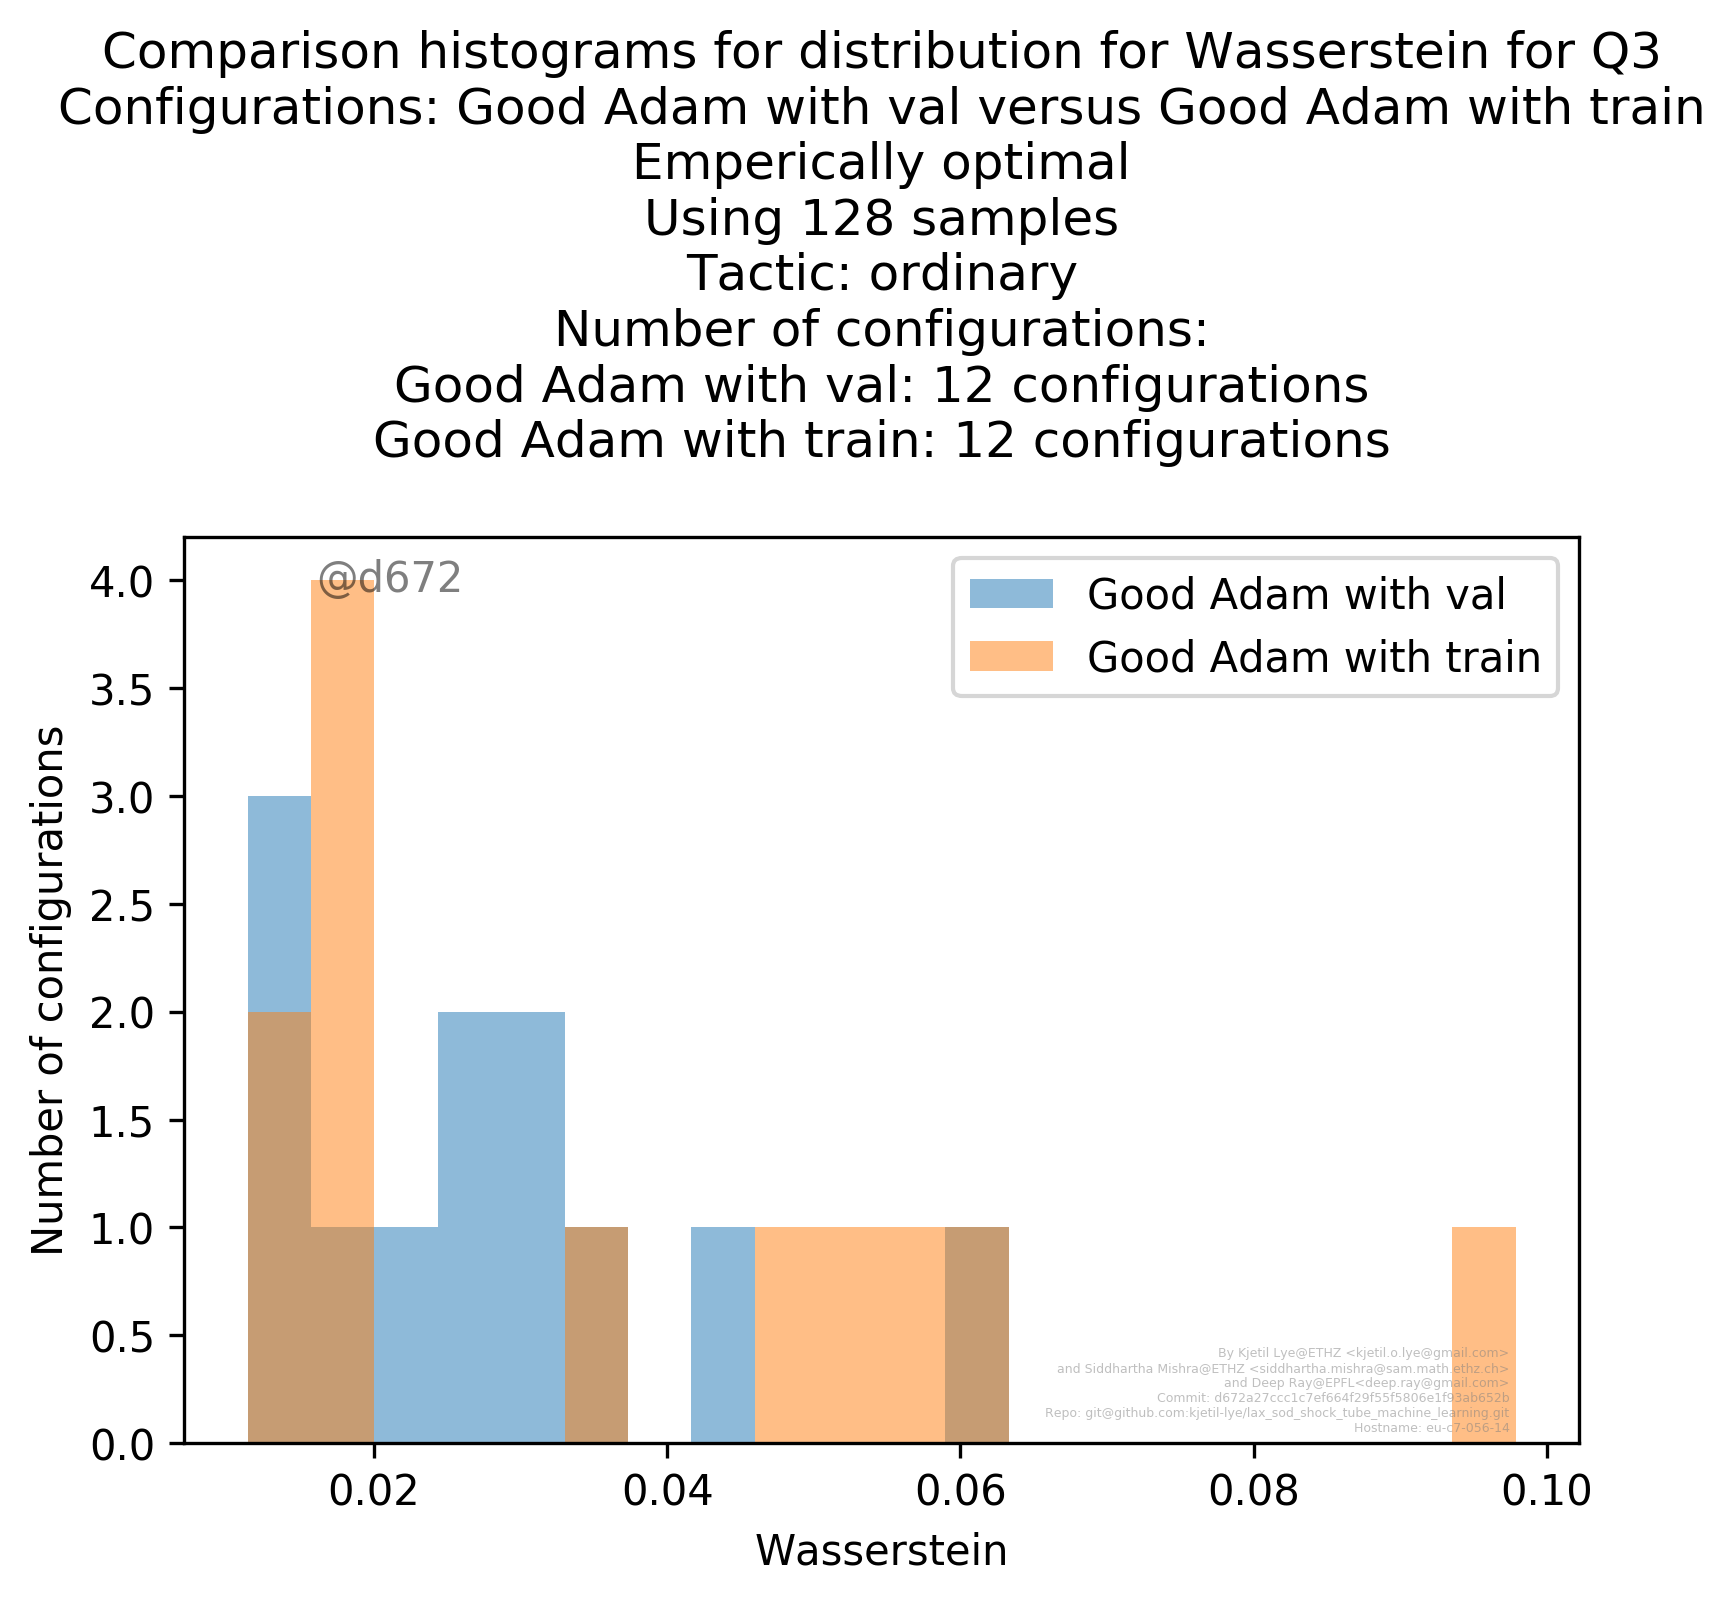 Comparison histograms for distribution for Wasserstein for Q3
Configurations: Good Adam with val versus Good Adam with train
Emperically optimal
Using 128 samples
Tactic: ordinary
Number of configurations:
Good Adam with val: 12 configurations
Good Adam with train: 12 configurations
@d672
Good Adam with val
Good Adam with train
4.0
3.5
3.0
2.5
2.0
1.5
1.0
0.5
0.0
Number of configurations
By Kjetil Lye@ETHZ <kjetil.o.lye@gmail.com>
and Siddhartha Mishra@ETHZ <siddhartha.mishra@sam.math.ethz.ch>
and Deep Ray@EPFL<deep.ray@gmail.com>
Commit: d672a27ccc1c7ef664f29f55f5806e1f93ab652b
Repo: git@github.com:kjetil-lye/lax_sod_shock_tube_machine_learning.git
Hostname: eu-c7-056-14
0.02
0.04
0.06
0.08
0.10
Wasserstein